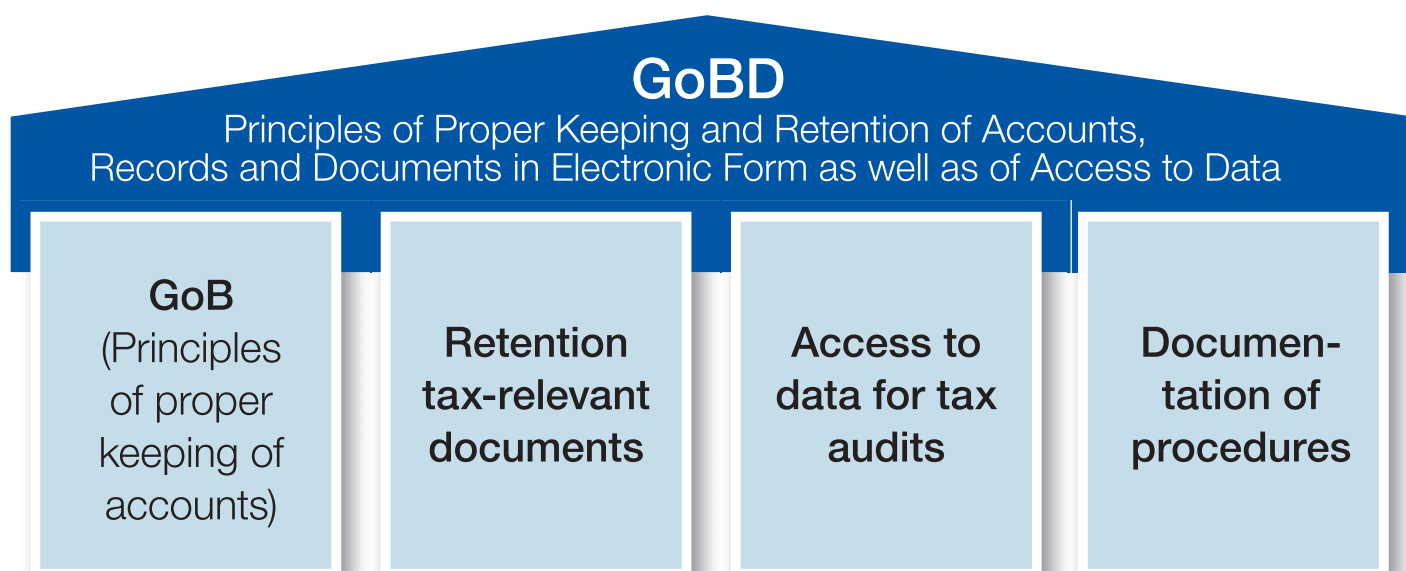 GoBD
Principles of Proper Keeping and Retention of Accounts,
Records and Documents in Electronic Form as well as of Access to Data
GoB
(Principles
of proper
keeping of
accounts)
Retention
tax-relevant
documents
Access to
data for tax
audits
Documen-
tation of
procedures